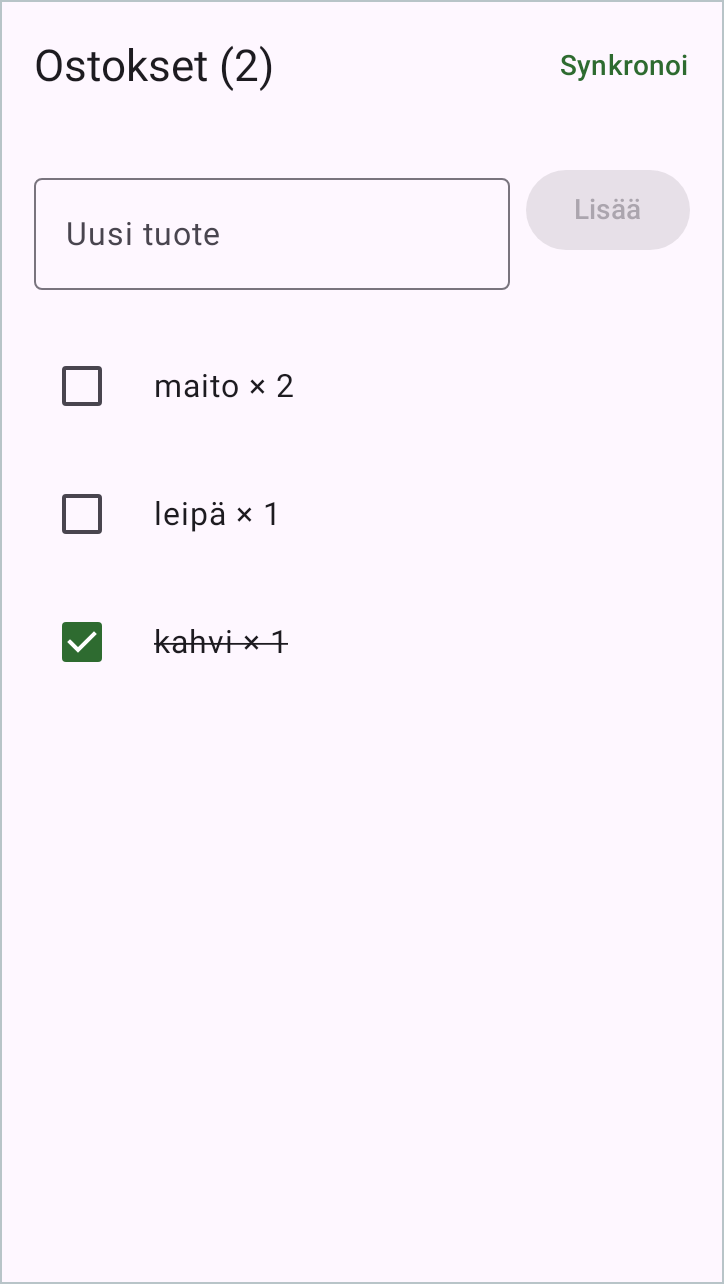 Ostokset (2)
Synkronoi
Uusi tuote
Lisää
maito × 2
leipä × 1
kahvi × 1